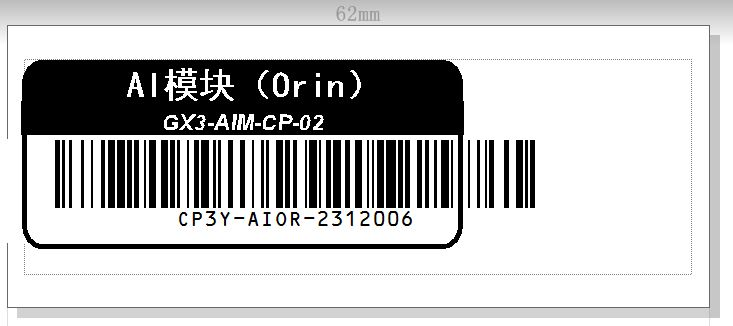 62mm
AI模块（Orin）
GX3-AIM-CP-02
CP3Y-AIOR-2312006